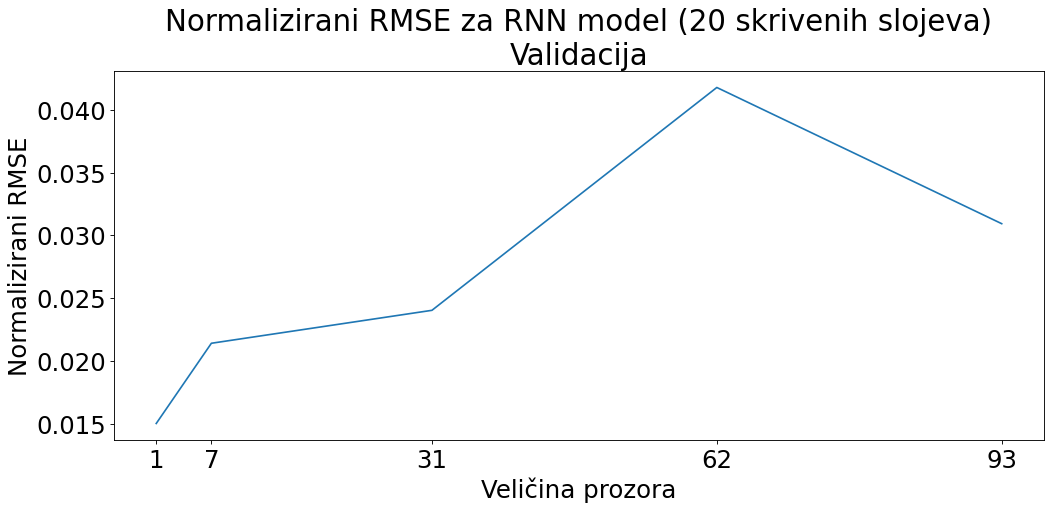 Normalizirani RMSE za RNN model (20 skrivenih slojeva)
Validacija
Normalizirani RMSE
0.040
0.035
0.030
0.025
0.020
0.015
1 7 31 62 93
Veličina prozora